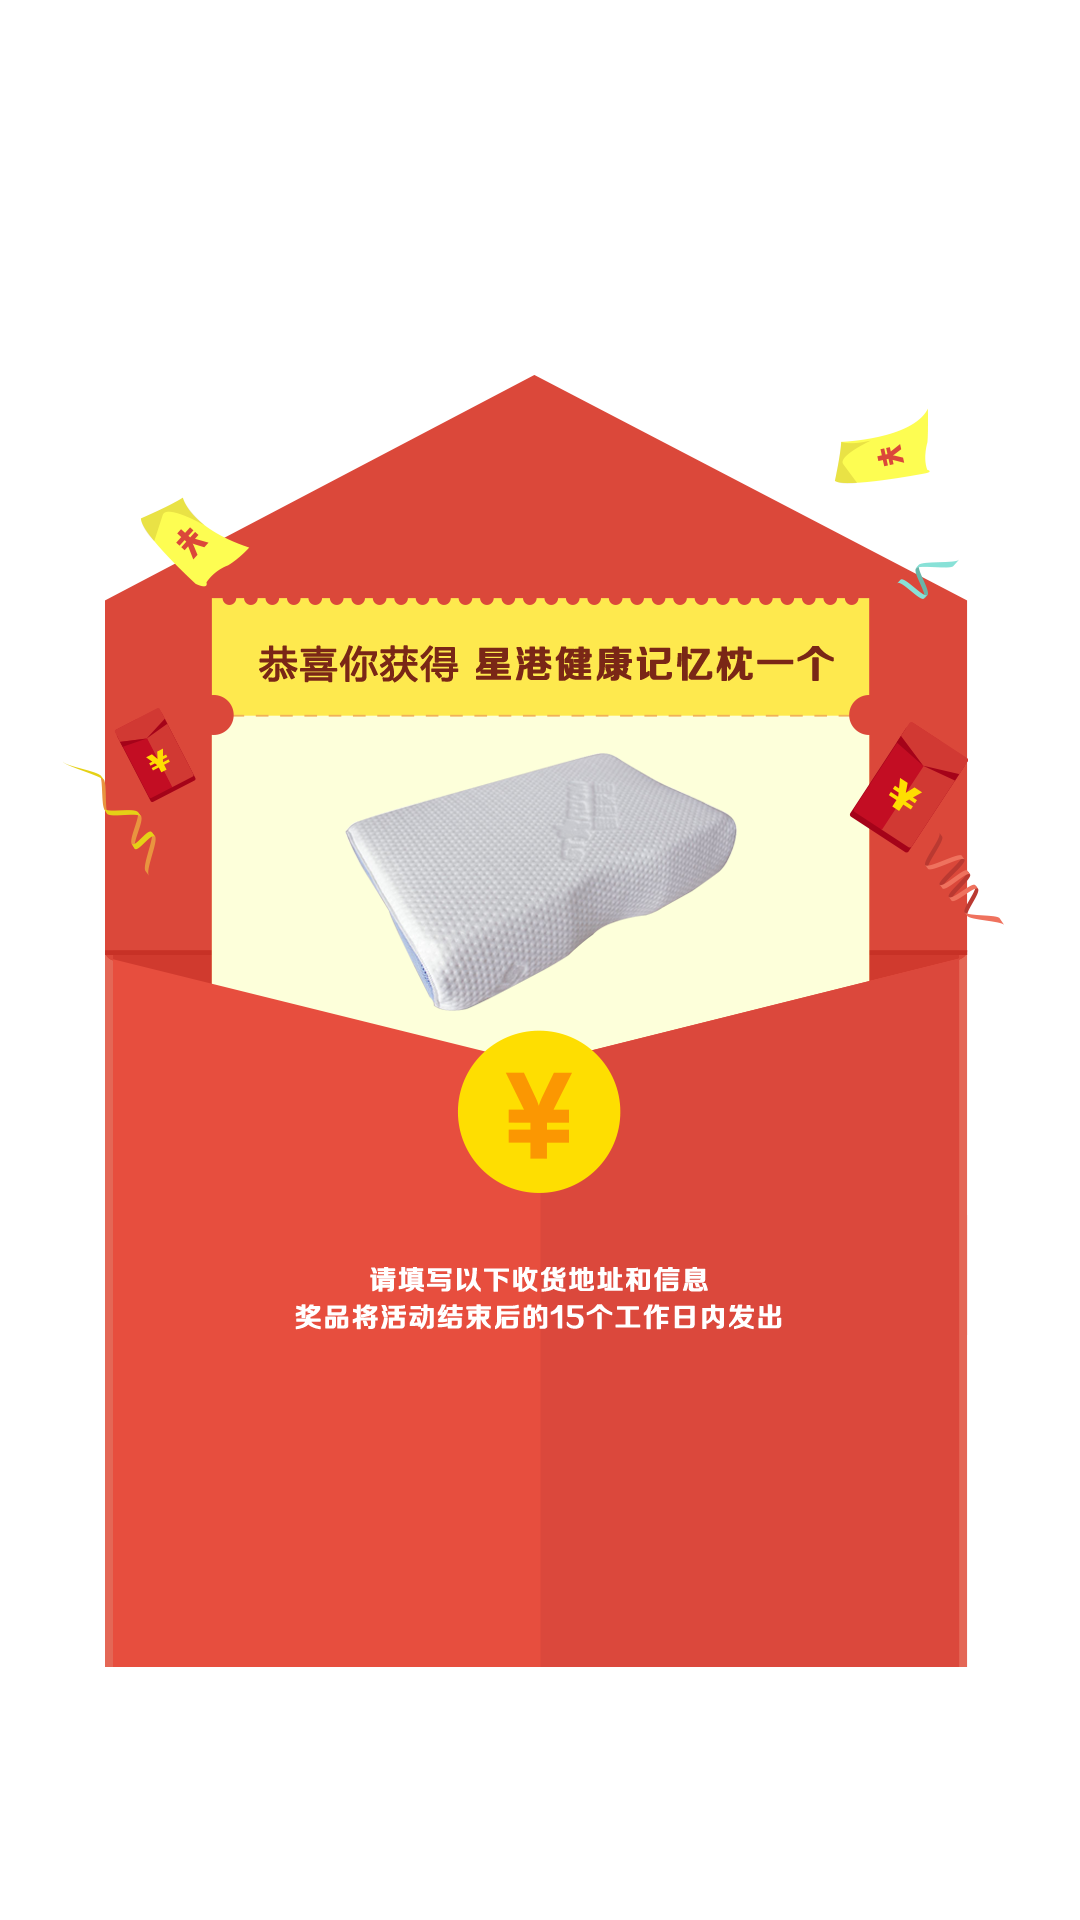 恭喜你获得 星港健康记忆枕一个
¥
¥
¥
请填写以下收货地址和信息
奖品将活动结束后的15个工作日内发出